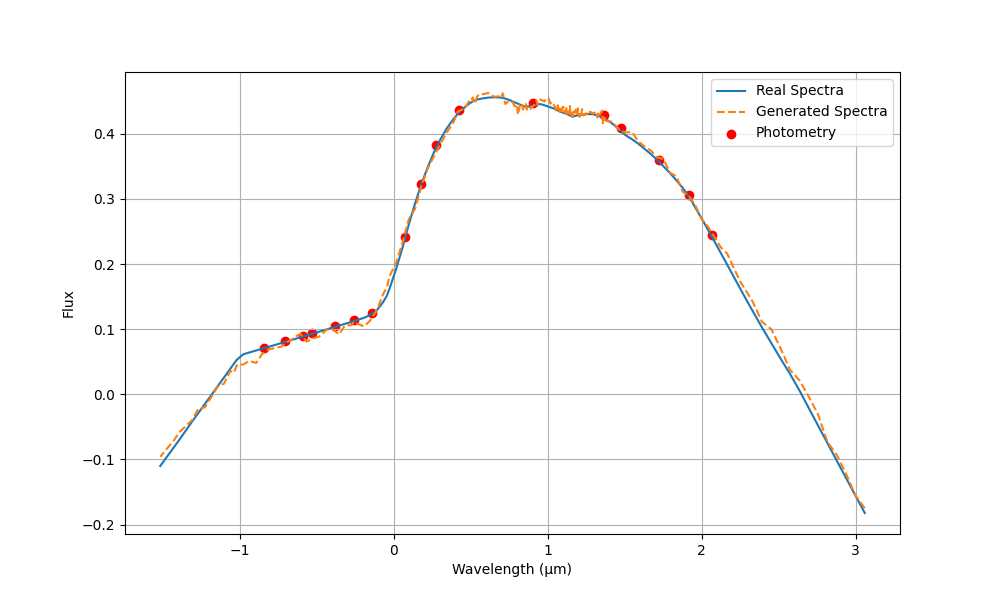 Real Spectra
Generated Spectra
Photometry
0.4
0.3
0.2
0.1
0.0
−0.1
−0.2
Flux
−1
0
1
2
3
Wavelength (μm)